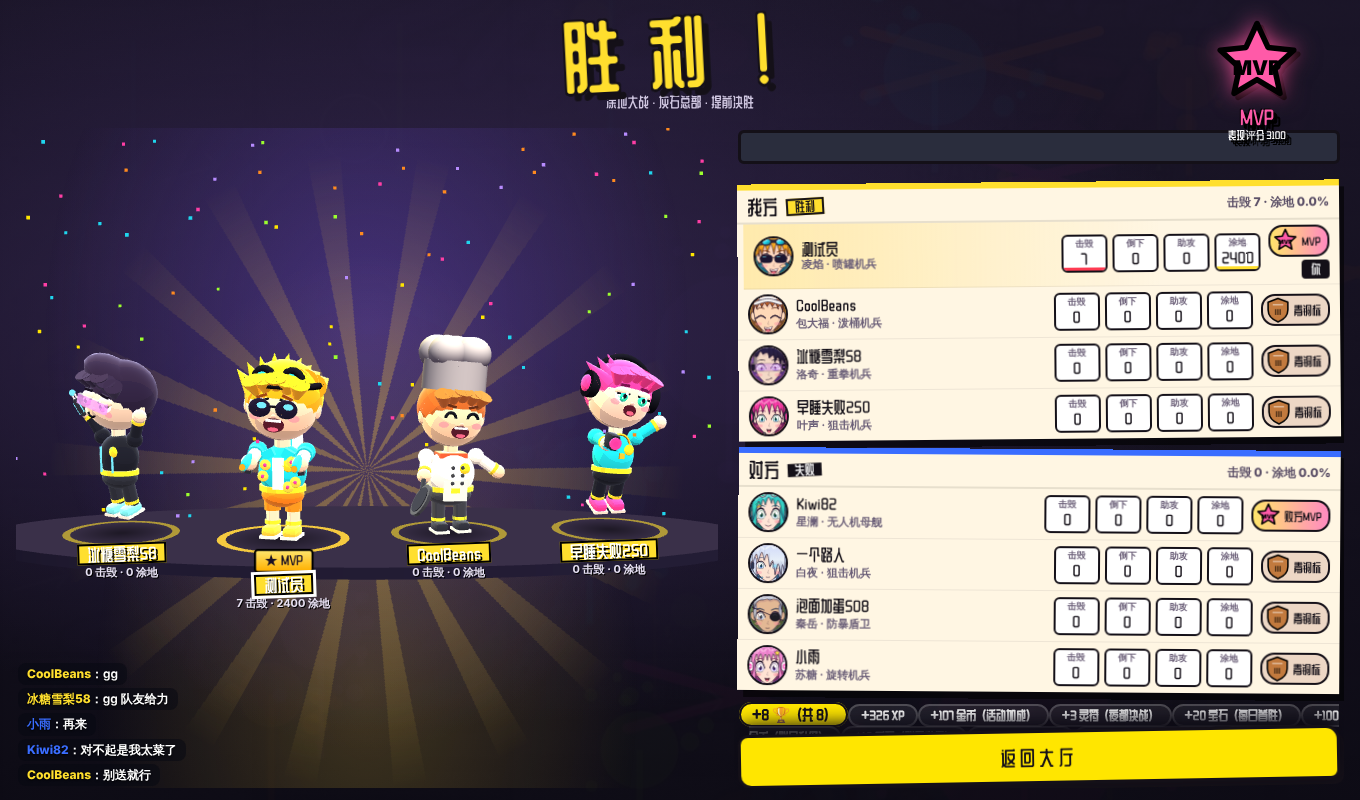 胜利！
涂地大战 · 灰石总部 · 提前决胜
MVP
MVP
表现评分 3100
我方 胜利 击毁 7 · 涂地 0.0%
测试员
凌焰 · 喷罐机兵
击毁 7 倒下 0 助攻 0 涂地 2400 MVP 你
CoolBeans
包大福 · 泼桶机兵
击毁 0 倒下 0 助攻 0 涂地 0 III 青铜标
冰糖雪梨58
洛奇 · 重拳机兵
击毁 0 倒下 0 助攻 0 涂地 0 III 青铜标
早睡失败250
叶声 · 狙击机兵
击毁 0 倒下 0 助攻 0 涂地 0 III 青铜标
对方 失败 击毁 0 · 涂地 0.0%
Kiwi82
星澜 · 无人机母舰
击毁 0 倒下 0 助攻 0 涂地 0 败方MVP
一个路人
白夜 · 狙击机兵
击毁 0 倒下 0 助攻 0 涂地 0 III 青铜标
泡面加蛋508
秦岳 · 防暴盾卫
击毁 0 倒下 0 助攻 0 涂地 0 III 青铜标
小雨
苏糖 · 旋转机兵
击毁 0 倒下 0 助攻 0 涂地 0 III 青铜标
冰糖雪梨58
0 击毁 · 0 涂地
★ MVP
测试员
7 击毁 · 2400 涂地
CoolBeans
0 击毁 · 0 涂地
早睡失败250
0 击毁 · 0 涂地
CoolBeans：gg
冰糖雪梨58：gg 队友给力
小雨：再来
Kiwi82：对不起是我太菜了
CoolBeans：别送就行
+8 🏆 (共 8) +326 XP +107 金币 (活动加成) +3 灵符 (夜都决战) +20 宝石 (每日首胜) +100
返回大厅